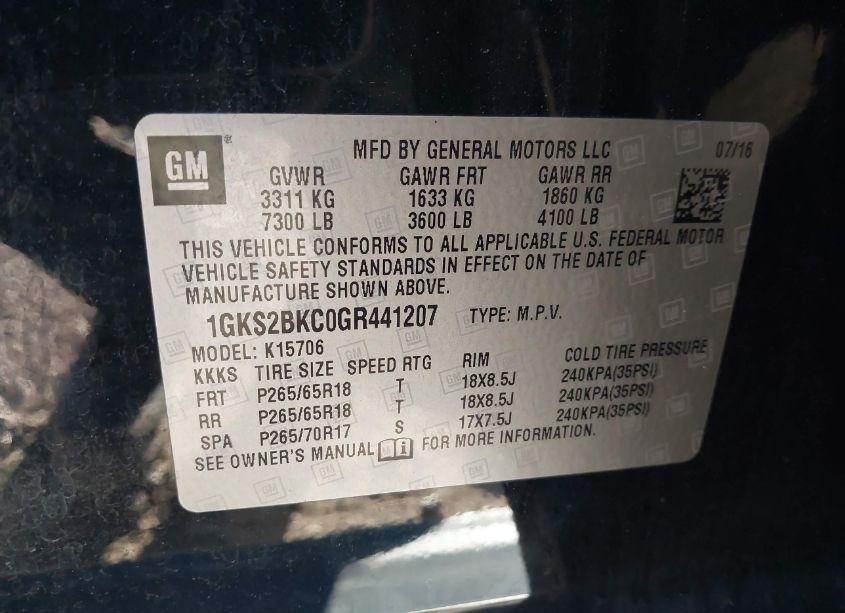 GM
MFD BY GENERAL MOTORS LLC 07/16
GVWR GAWR FRT GAWR RR
3311 KG 1633 KG 1860 KG
7300 LB 3600 LB 4100 LB
THIS VEHICLE CONFORMS TO ALL APPLICABLE U.S. FEDERAL MOTOR
VEHICLE SAFETY STANDARDS IN EFFECT ON THE DATE OF
MANUFACTURE SHOWN ABOVE.
1GKS2BKC0GR441207 TYPE: M.P.V.
MODEL: K15706
KKKS TIRE SIZE SPEED RTG RIM COLD TIRE PRESSURE
FRT P265/65R18 T 18X8.5J 240KPA(35PSI)
RR P265/65R18 T 18X8.5J 240KPA(35PSI)
SPA P265/70R17 S 17X7.5J 240KPA(35PSI)
SEE OWNER'S MANUAL FOR MORE INFORMATION.